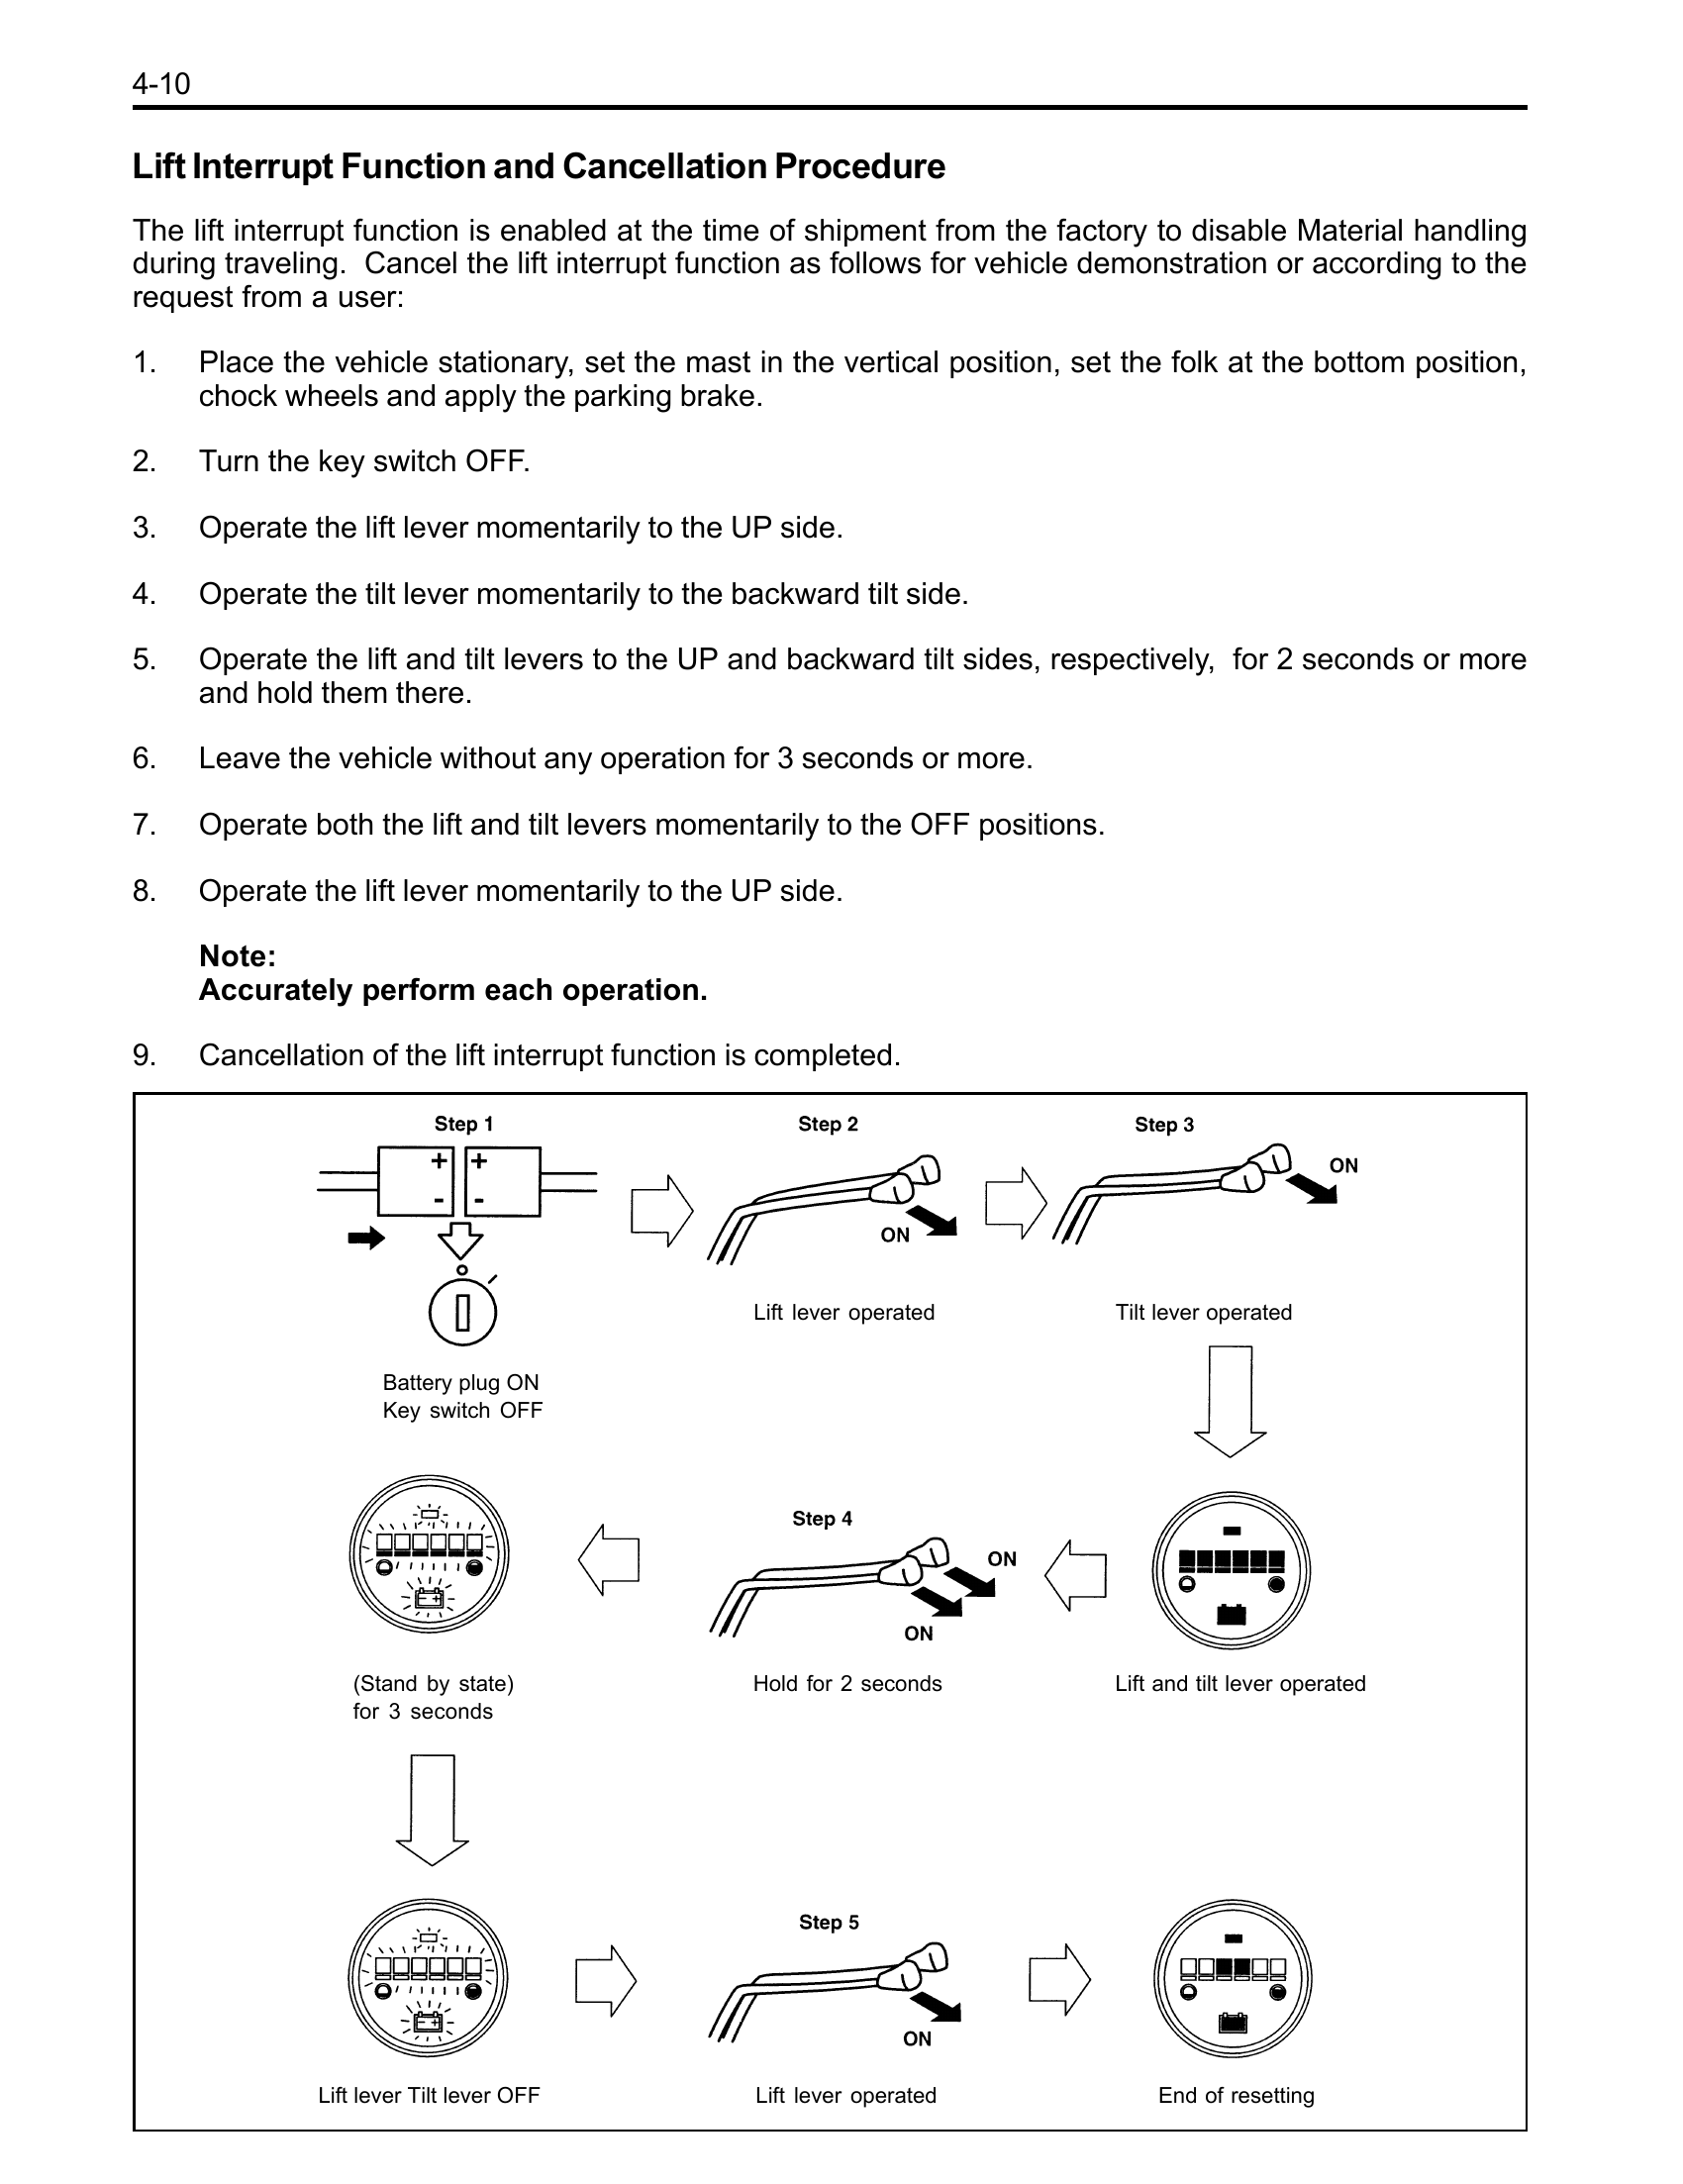 4-10
Lift Interrupt Function and Cancellation Procedure
The lift interrupt function is enabled at the time of shipment from the factory to disable Material handling
during traveling.  Cancel the lift interrupt function as follows for vehicle demonstration or according to the
request from a user:
1. Place the vehicle stationary, set the mast in the vertical position, set the folk at the bottom position,
chock wheels and apply the parking brake.
2. Turn the key switch OFF.
3. Operate the lift lever momentarily to the UP side.
4. Operate the tilt lever momentarily to the backward tilt side.
5. Operate the lift and tilt levers to the UP and backward tilt sides, respectively,  for 2 seconds or more
and hold them there.
6. Leave the vehicle without any operation for 3 seconds or more.
7. Operate both the lift and tilt levers momentarily to the OFF positions.
8. Operate the lift lever momentarily to the UP side.
Note:
Accurately perform each operation.
9. Cancellation of the lift interrupt function is completed.
Step 1
+ +
- -
Battery plug ON
Key switch OFF
Step 2
ON
Lift lever operated
Step 3
ON
Tilt lever operated
Lift and tilt lever operated
Step 4
ON
ON
Hold for 2 seconds
- +
(Stand by state)
for 3 seconds
- +
Lift lever Tilt lever OFF
Step 5
ON
Lift lever operated
End of resetting